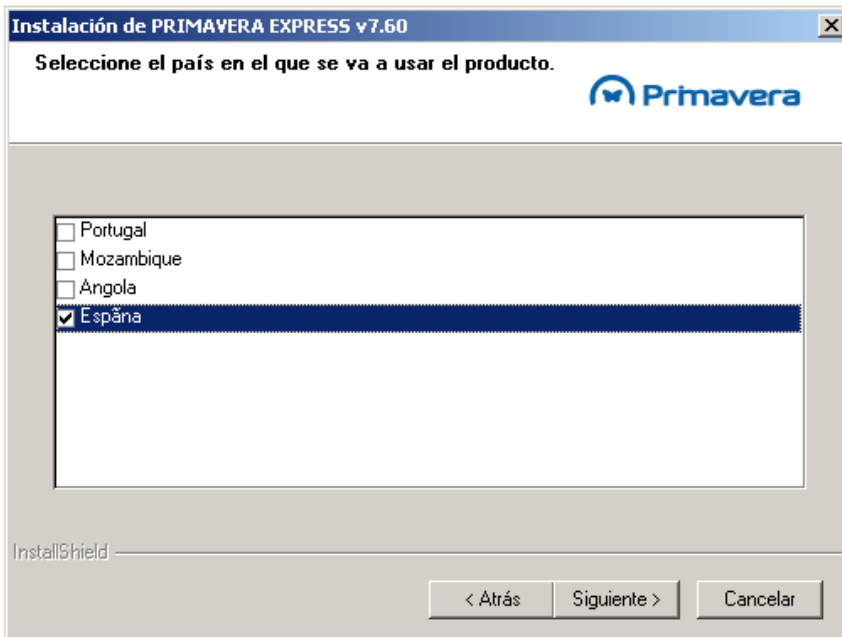 Instalación de PRIMAVERA EXPRESS v7.60
Seleccione el país en el que se va a usar el producto.
Primavera
Portugal
Mozambique
Angola
Espãna
InstallShield
< Atrás Siguiente > Cancelar